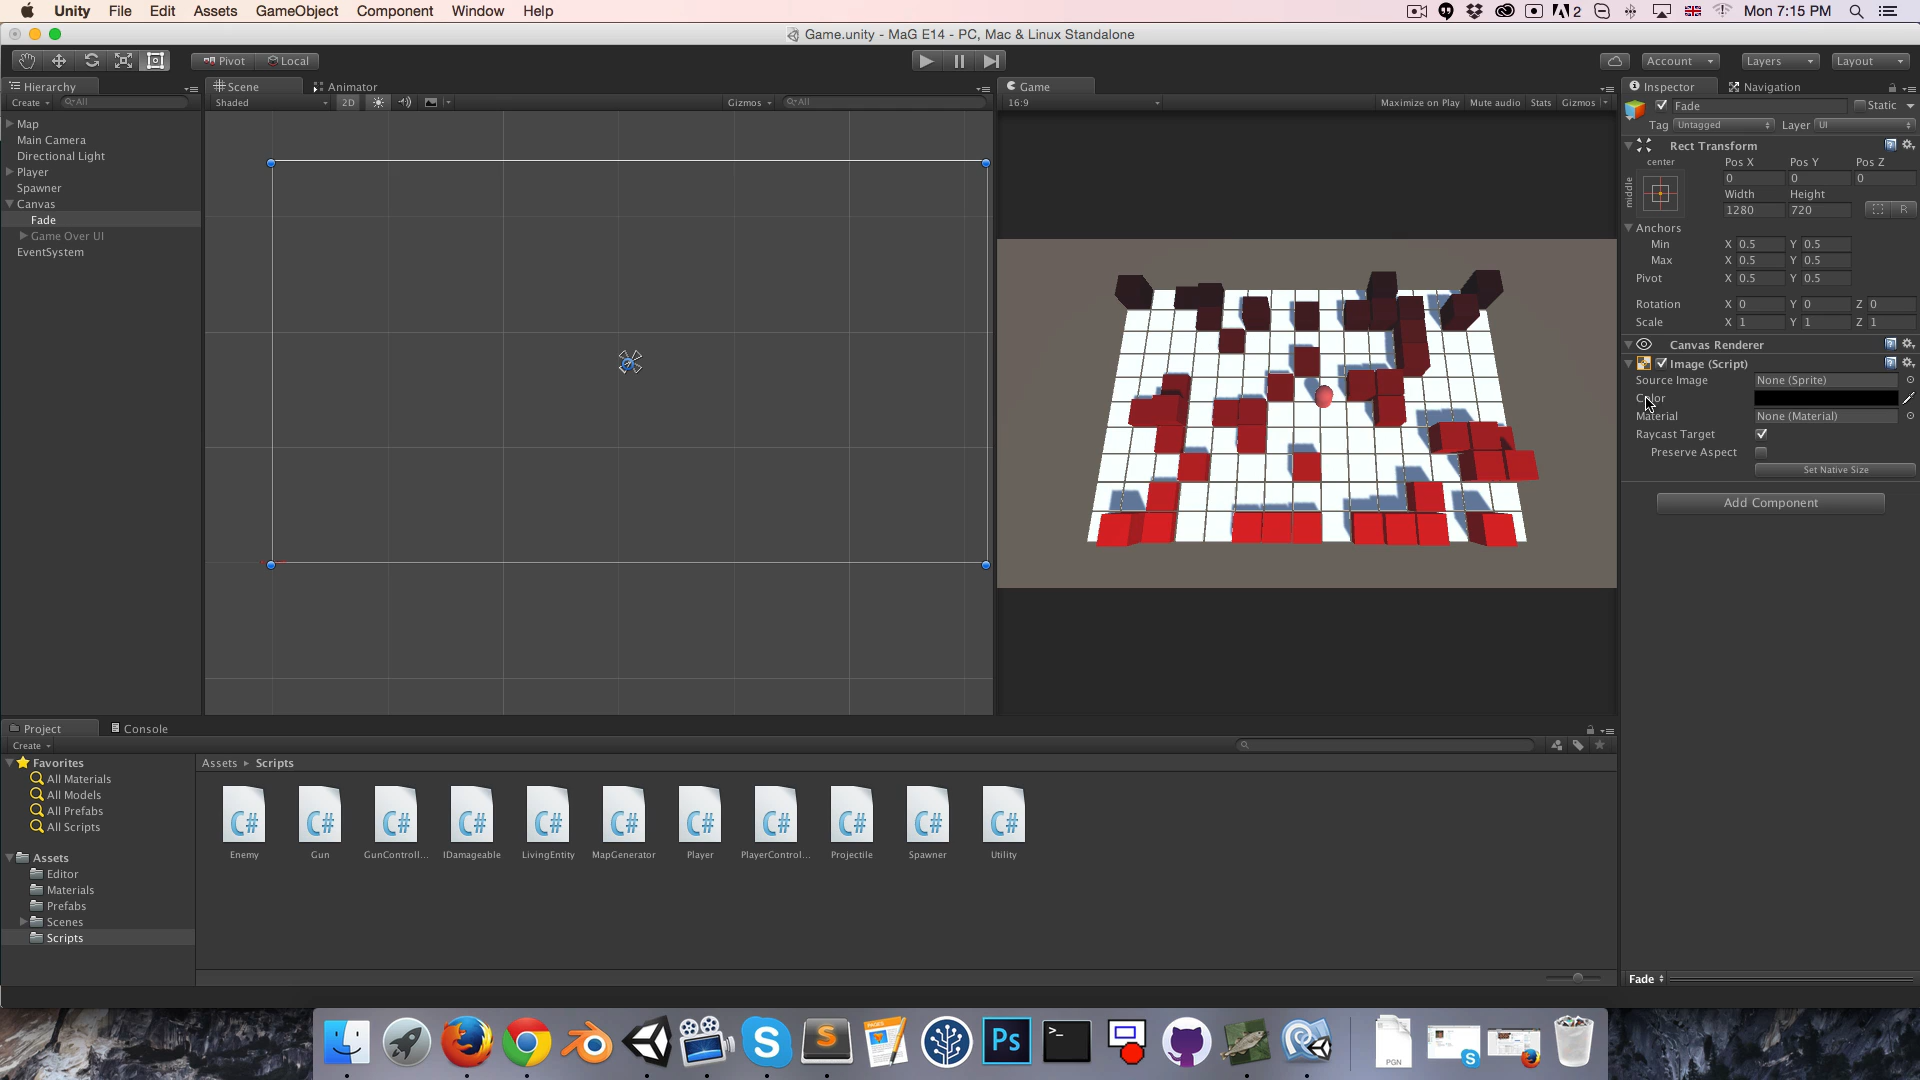 Unity File Edit Assets GameObject Component Window Help
2 Mon 7:15 PM
Game.unity - MaG E14 - PC, Mac & Linux Standalone
Pivot Local
Account Layers Layout
Hierarchy
Create All
Map
Main Camera
Directional Light
Player
Spawner
Canvas
Fade
Game Over UI
EventSystem
Scene Animator
Shaded 2D Gizmos All
Game
16:9 Maximize on Play Mute audio Stats Gizmos
Inspector Navigation
Fade Static
Tag Untagged Layer UI
Rect Transform
center Pos X Pos Y Pos Z
middle 0 0 0
Width Height
1280 720 R
Anchors
Min X 0.5 Y 0.5
Max X 0.5 Y 0.5
Pivot X 0.5 Y 0.5
Rotation X 0 Y 0 Z 0
Scale X 1 Y 1 Z 1
Canvas Renderer
Image (Script)
Source Image None (Sprite)
Color
Material None (Material)
Raycast Target
Preserve Aspect
Set Native Size
Add Component
Fade
Project Console
Create
Favorites
All Materials
All Models
All Prefabs
All Scripts
Assets
Editor
Materials
Prefabs
Scenes
Scripts
Assets Scripts
C# C# C# C# C# C# C# C# C# C# C#
Enemy Gun GunControll... IDamageable LivingEntity MapGenerator Player PlayerControl... Projectile Spawner Utility
S S PAGES Ps >_ PGN S